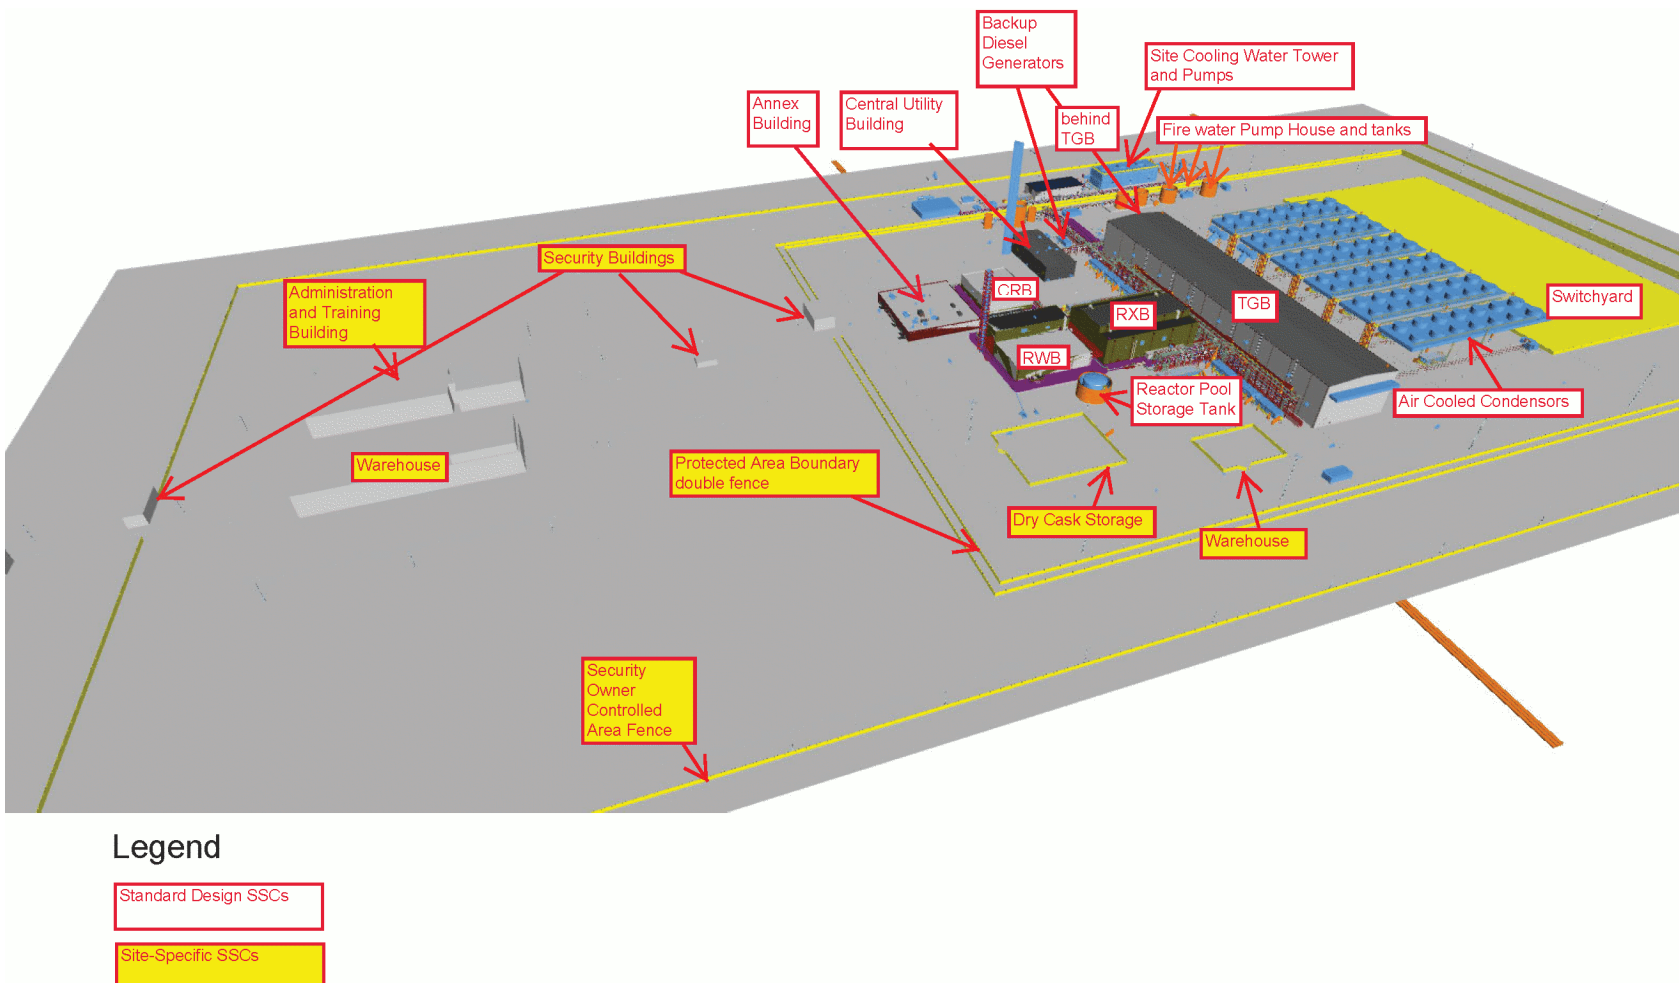 Backup
Diesel
Generators
Site Cooling Water Tower
and Pumps
Annex
Building
Central Utility
Building
behind
TGB
Fire water Pump House and tanks
Security Buildings
Administration
and Training
Building
CRB
RXB
TGB
Switchyard
RWB
Reactor Pool
Storage Tank
Air Cooled Condensors
Warehouse
Protected Area Boundary
double fence
Dry Cask Storage
Warehouse
Security
Owner
Controlled
Area Fence
Legend
Standard Design SSCs
Site-Specific SSCs